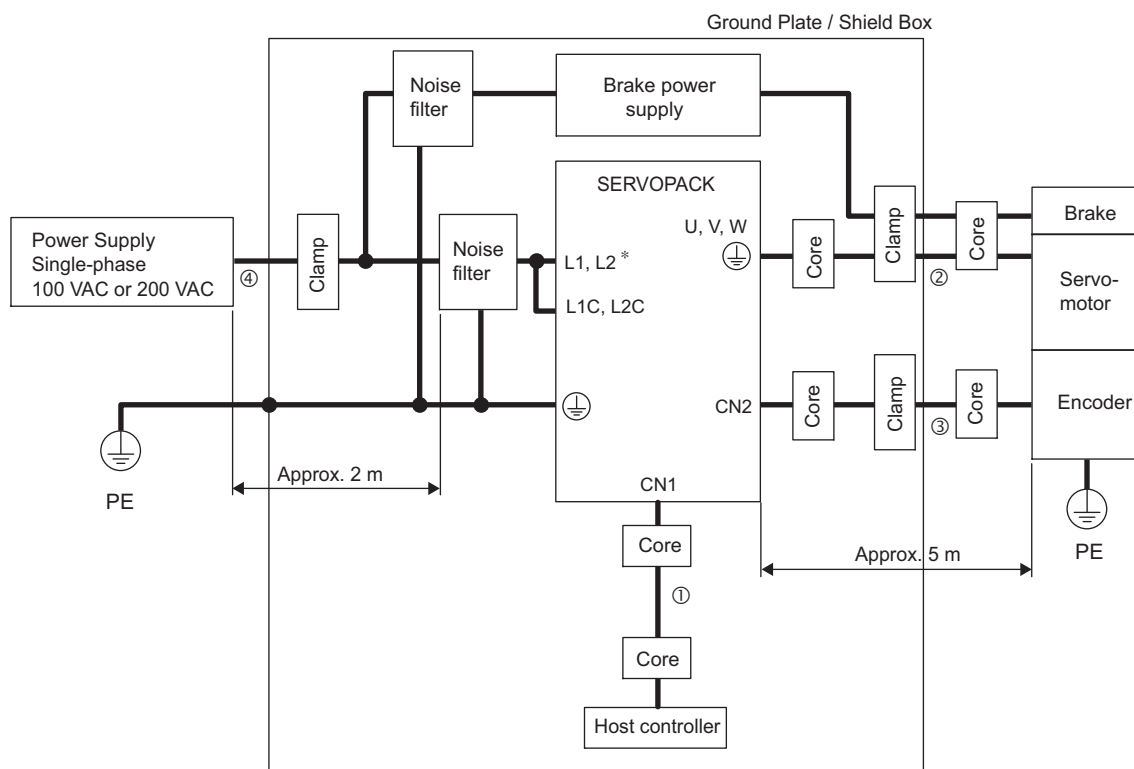 Ground Plate / Shield Box
Noise
filter
Brake power
supply
SERVOPACK
U, V, W
Power Supply
Single-phase
100 VAC or 200 VAC
④
Clamp
Noise
filter
L1, L2 *
L1C, L2C
Core
Clamp
②
Core
Brake
Servo-
motor
CN2
Core
Clamp
③
Core
Encoder
PE
Approx. 2 m
CN1
Core
Approx. 5 m
PE
①
Core
Host controller